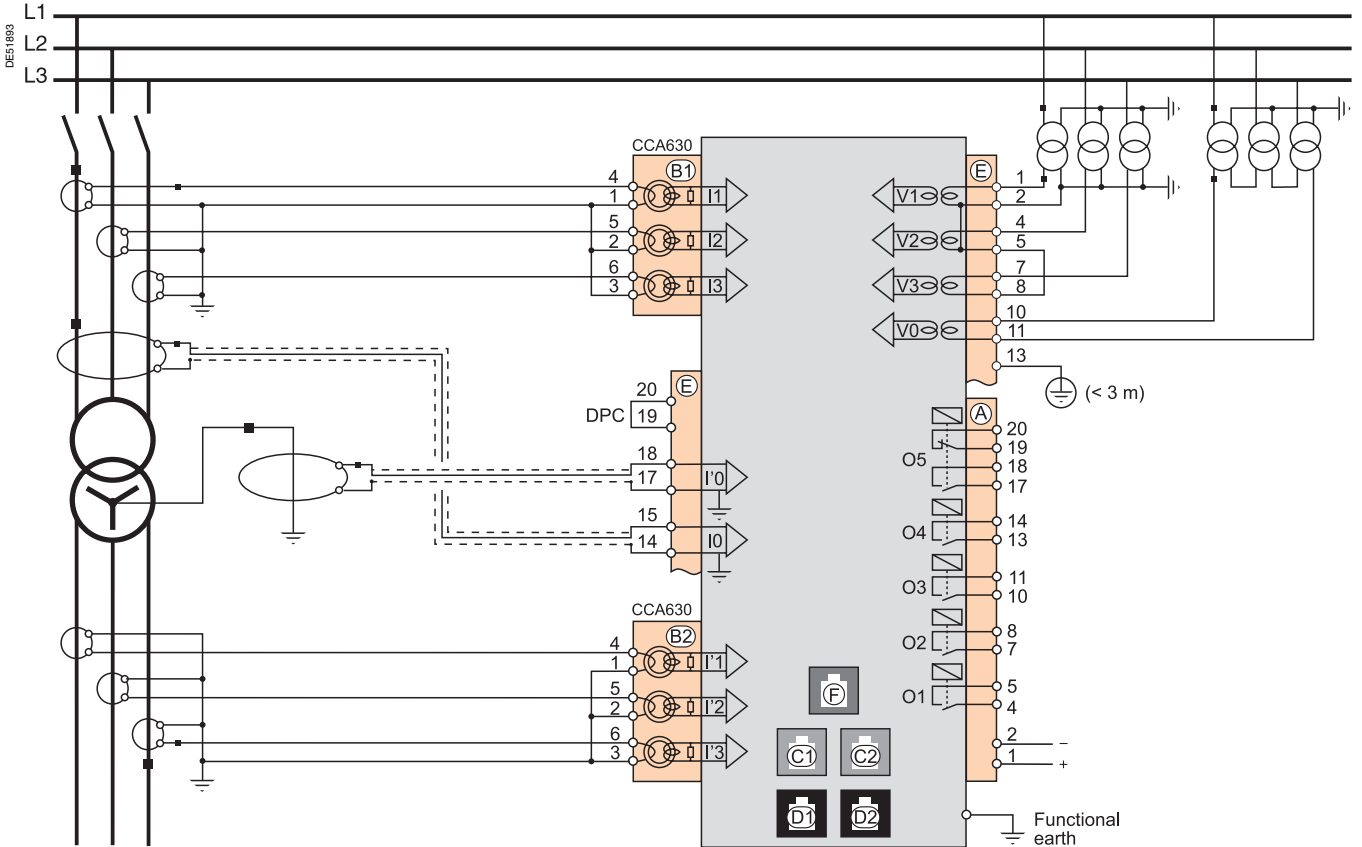 DE51893
L1
L2
L3
CCA630
B1
4
1
5
2
6
3
I1
I2
I3
E
V1
V2
V3
V0
1
2
4
5
7
8
10
11
13
(< 3 m)
E
20
DPC 19
18
17
I'0
15
14
I0
A
O5
20
19
18
17
O4
14
13
O3
11
10
O2
8
7
O1
5
4
2 –
1 +
CCA630
B2
4
1
5
2
6
3
I'1
I'2
I'3
F
C1
C2
D1
D2
Functional
earth